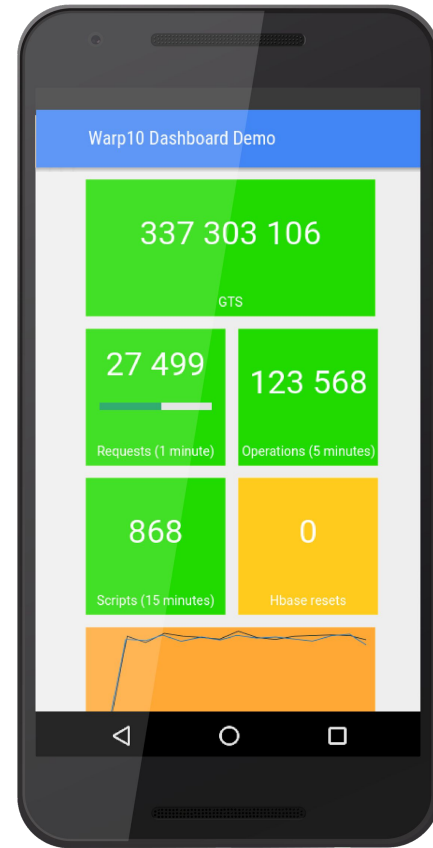 Warp10 Dashboard Demo
337 303 106
GTS
27 499
Requests (1 minute)
123 568
Operations (5 minutes)
868
Scripts (15 minutes)
0
Hbase resets